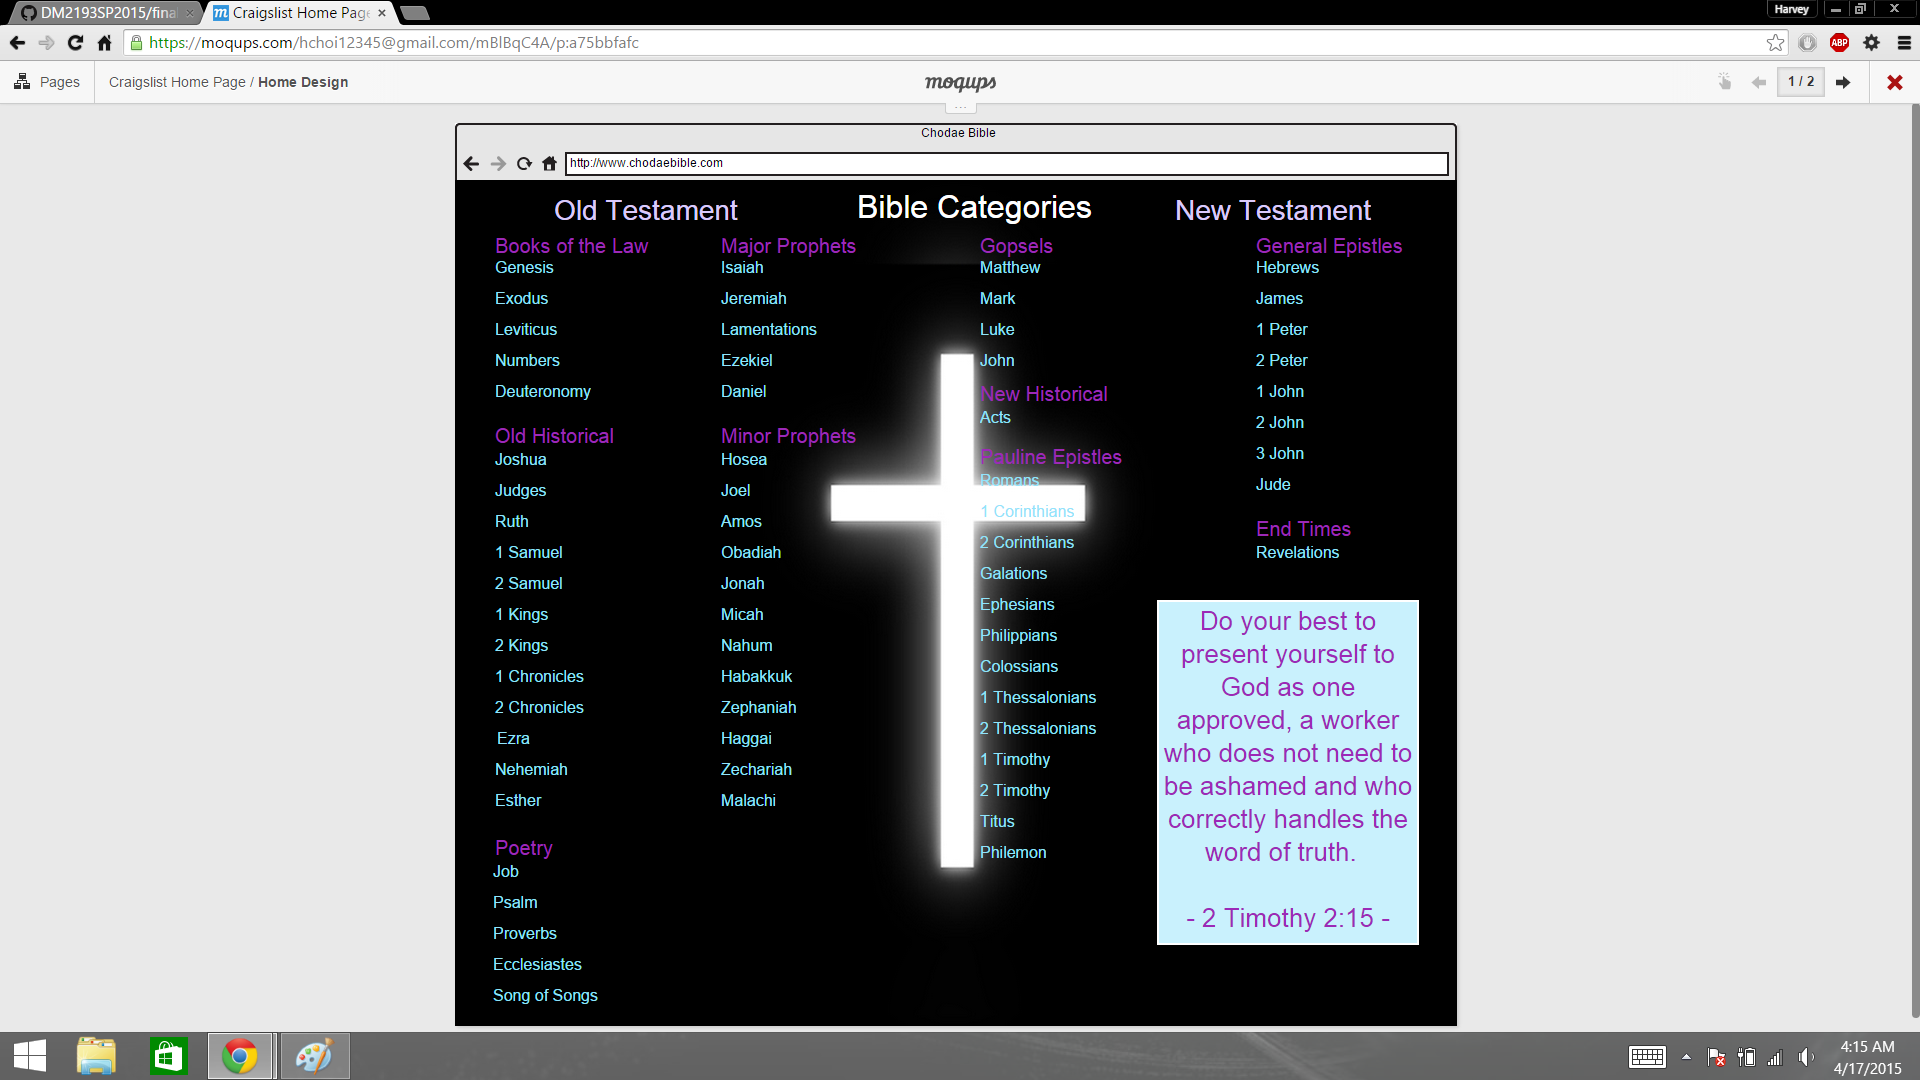 DM2193SP2015/fina
Craigslist Home Page
Harvey
https://moqups.com/hchoi12345@gmail.com/mBlBqC4A/p:a75bbfafc
ABP
Pages
Craigslist Home Page / Home Design
moqups
1 / 2
Chodae Bible
http://www.chodaebible.com
Old Testament
Bible Categories
New Testament
Books of the Law
Genesis
Exodus
Leviticus
Numbers
Deuteronomy
Old Historical
Joshua
Judges
Ruth
1 Samuel
2 Samuel
1 Kings
2 Kings
1 Chronicles
2 Chronicles
Ezra
Nehemiah
Esther
Poetry
Job
Psalm
Proverbs
Ecclesiastes
Song of Songs
Major Prophets
Isaiah
Jeremiah
Lamentations
Ezekiel
Daniel
Minor Prophets
Hosea
Joel
Amos
Obadiah
Jonah
Micah
Nahum
Habakkuk
Zephaniah
Haggai
Zechariah
Malachi
Gopsels
Matthew
Mark
Luke
John
New Historical
Acts
Pauline Epistles
Romans
1 Corinthians
2 Corinthians
Galations
Ephesians
Philippians
Colossians
1 Thessalonians
2 Thessalonians
1 Timothy
2 Timothy
Titus
Philemon
General Epistles
Hebrews
James
1 Peter
2 Peter
1 John
2 John
3 John
Jude
End Times
Revelations
Do your best to
present yourself to
God as one
approved, a worker
who does not need to
be ashamed and who
correctly handles the
word of truth.
- 2 Timothy 2:15 -
4:15 AM
4/17/2015